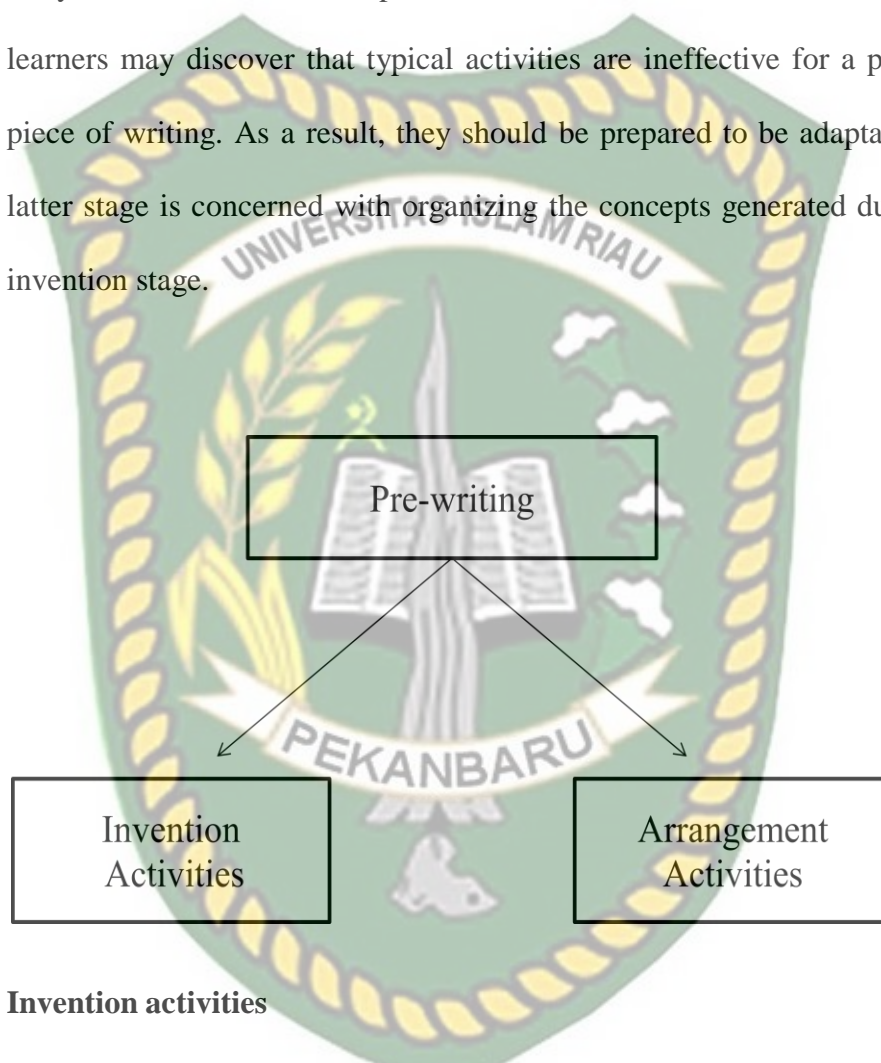 learners may discover that typical activities are ineffective for a p
piece of writing. As a result, they should be prepared to be adapta
latter stage is concerned with organizing the concepts generated du
invention stage.
UNIVERSITAS ISLAM RIAU
Pre-writing
PEKANBARU
Invention
Activities
Arrangement
Activities
Invention activities